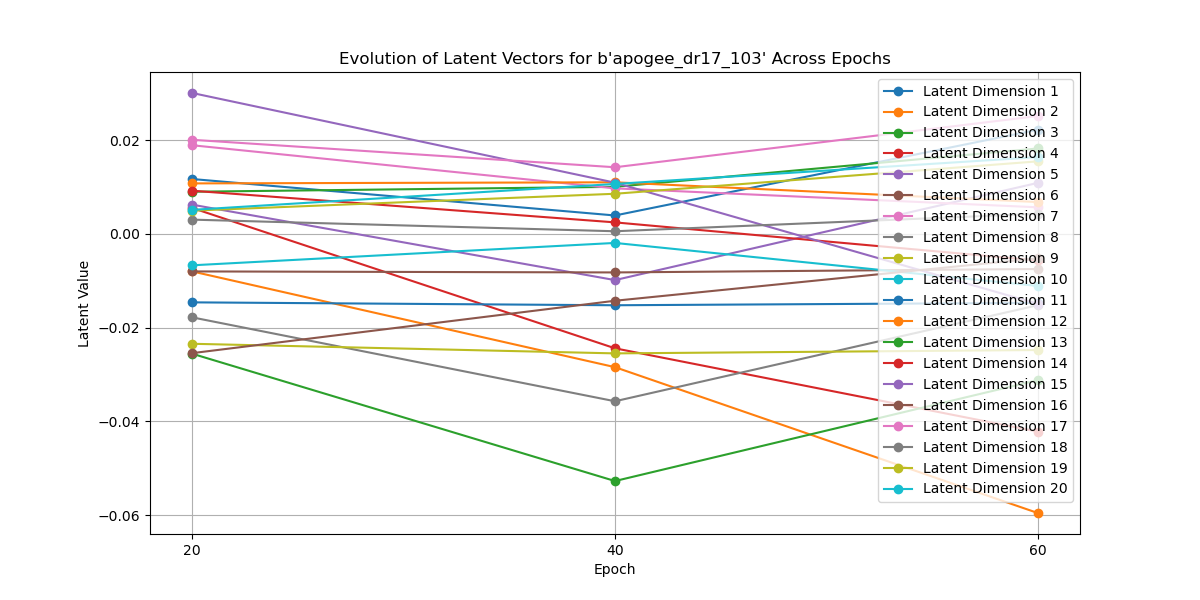 Evolution of Latent Vectors for b'apogee_dr17_103' Across Epochs
Latent Value
0.02
0.00
−0.02
−0.04
−0.06
20
40
60
Epoch
Latent Dimension 1
Latent Dimension 2
Latent Dimension 3
Latent Dimension 4
Latent Dimension 5
Latent Dimension 6
Latent Dimension 7
Latent Dimension 8
Latent Dimension 9
Latent Dimension 10
Latent Dimension 11
Latent Dimension 12
Latent Dimension 13
Latent Dimension 14
Latent Dimension 15
Latent Dimension 16
Latent Dimension 17
Latent Dimension 18
Latent Dimension 19
Latent Dimension 20